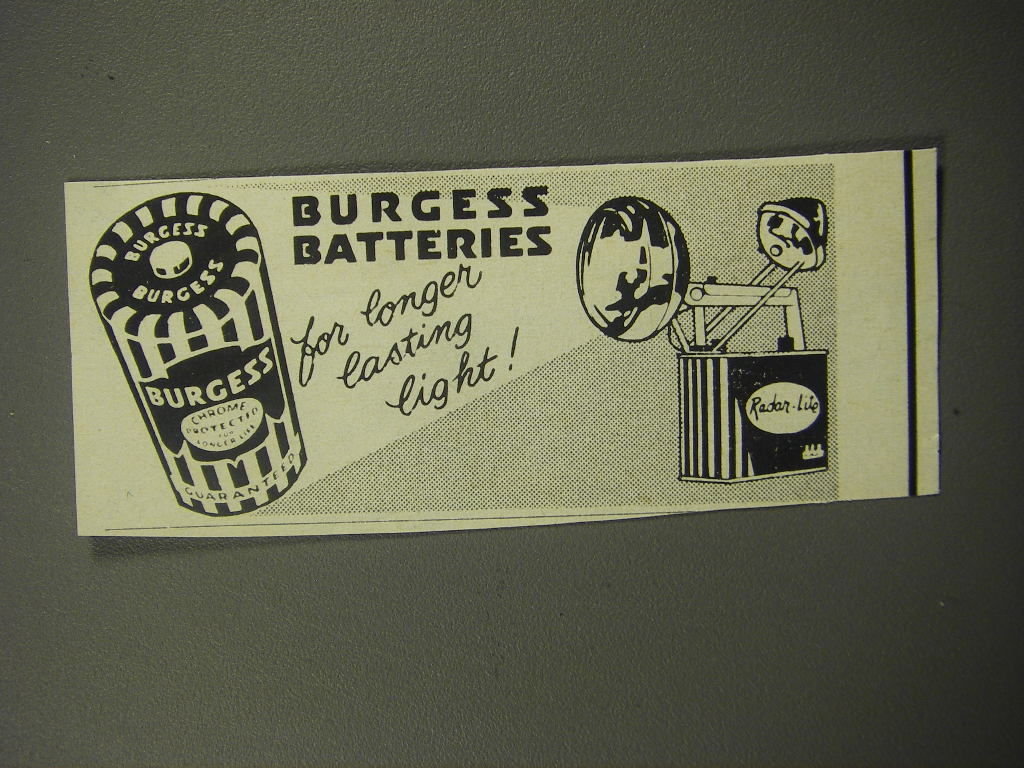 BURGESS
BURGESS
BURGESS
CHROME
PROTECTED
FOR
LONGER LIFE
GUARANTEED
BURGESS
BATTERIES
for longer
lasting
light!
Radar-Lite